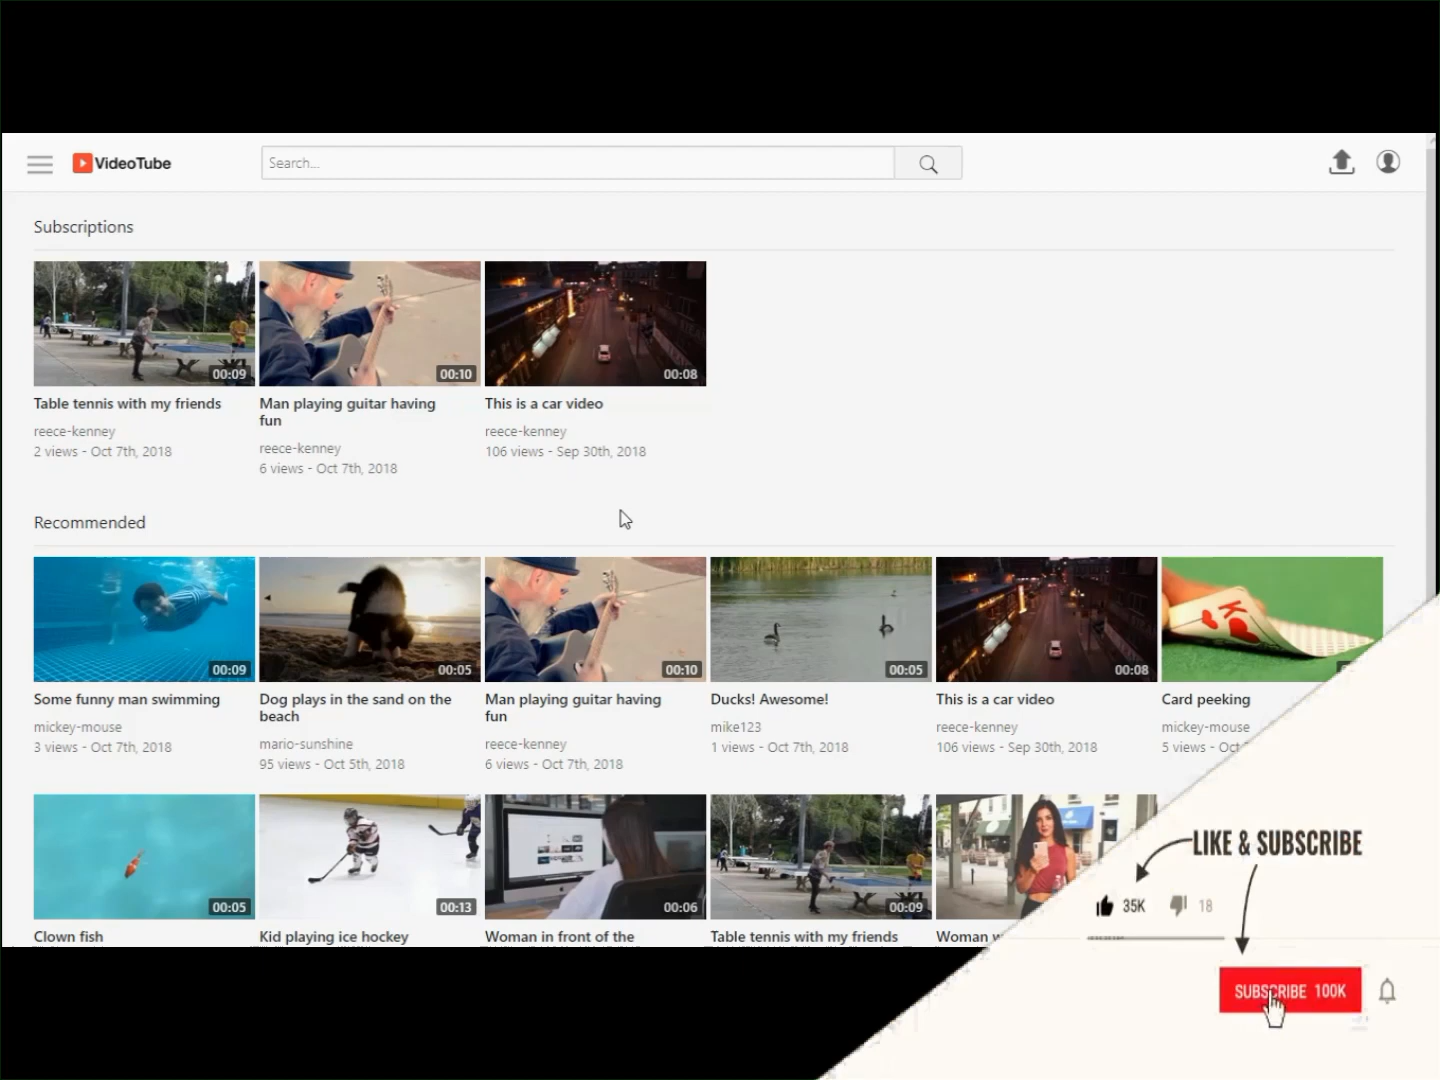 VideoTube
Search...
Subscriptions
00:09
00:10
00:08
Table tennis with my friends
reece-kenney
2 views - Oct 7th, 2018
Man playing guitar having
fun
reece-kenney
6 views - Oct 7th, 2018
This is a car video
reece-kenney
106 views - Sep 30th, 2018
Recommended
00:09
00:05
00:10
00:05
00:08
K
Some funny man swimming
mickey-mouse
3 views - Oct 7th, 2018
Dog plays in the sand on the
beach
mario-sunshine
95 views - Oct 5th, 2018
Man playing guitar having
fun
reece-kenney
6 views - Oct 7th, 2018
Ducks! Awesome!
mike123
1 views - Oct 7th, 2018
This is a car video
reece-kenney
106 views - Sep 30th, 2018
Card peeking
mickey-mouse
5 views - Oct
00:05
00:13
00:06
00:09
Clown fish
Kid playing ice hockey
Woman in front of the
Table tennis with my friends
Woman
LIKE & SUBSCRIBE
35K
18
SUBSCRIBE 100K